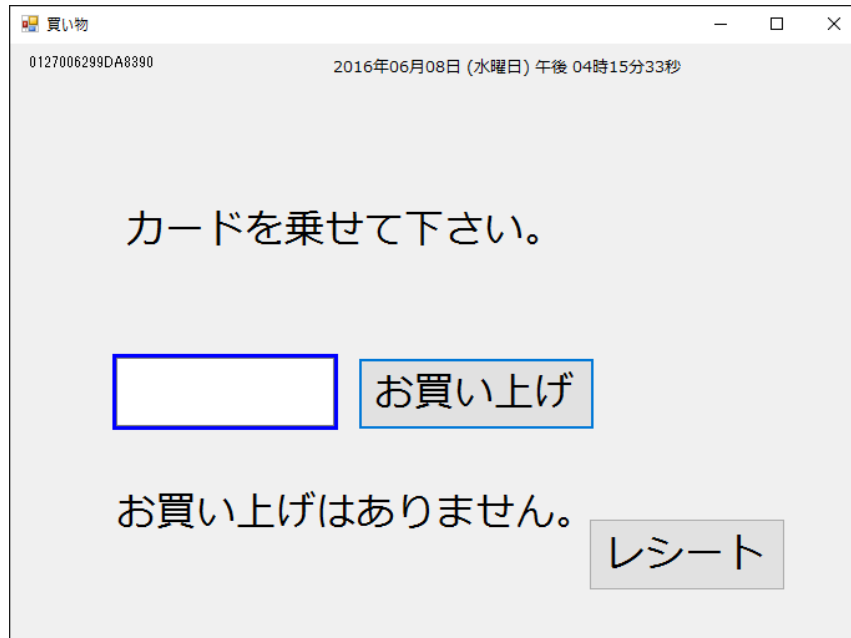 買い物
0127006299DA8390
2016年06月08日 (水曜日) 午後 04時15分33秒
カードを乗せて下さい。
お買い上げ
お買い上げはありません。
レシート